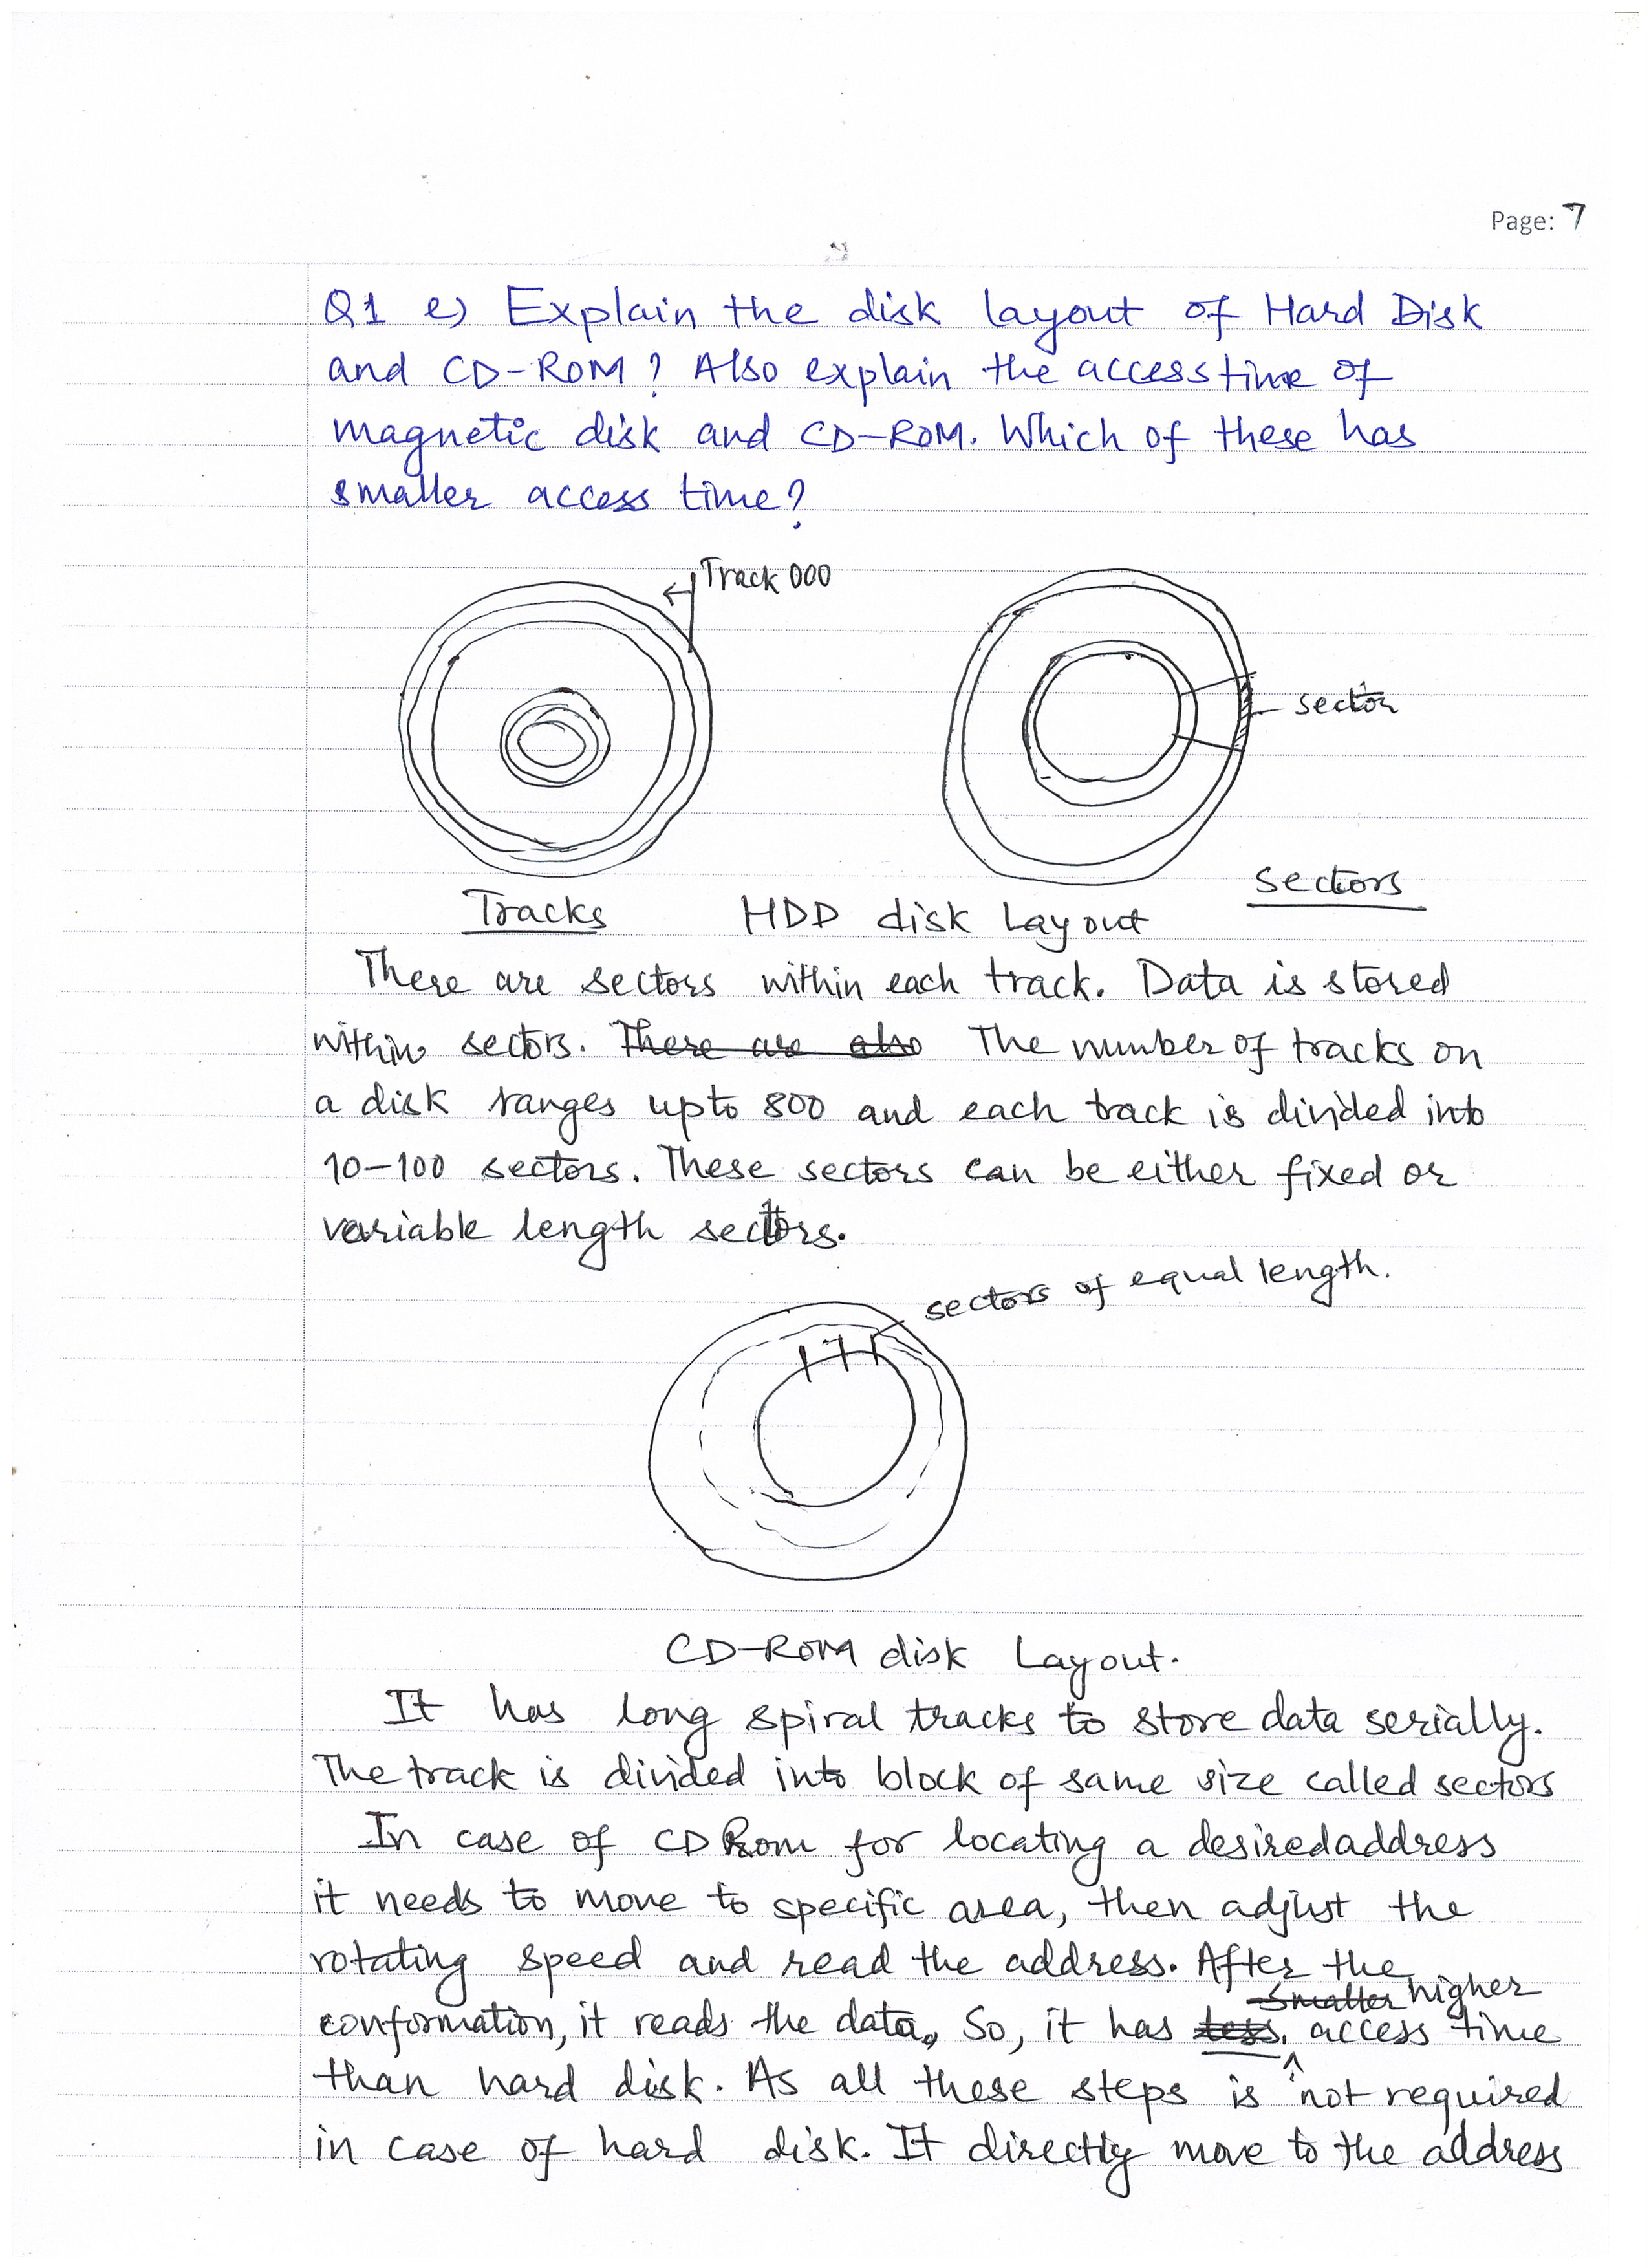 Page: 7
Q1 e) Explain the disk layout of Hard Disk
and CD-ROM? Also explain the access time of
magnetic disk and CD-ROM. Which of these has
smaller access time?
Track 000
sector
Sectors
Tracks HDD disk Layout
There are sectors within each track. Data is stored
within sectors. There are also The number of tracks on
a disk ranges upto 800 and each track is divided into
10-100 sectors. These sectors can be either fixed or
variable length sectors.
sectors of equal length.
CD-ROM disk Layout.
It has long spiral tracks to store data serially.
The track is divided into block of same size called sectors
In case of CD Rom for locating a desired address
it needs to move to specific area, then adjust the
rotating speed and read the address. After the
smaller higher
conformation, it reads the data. So, it has less. access time
than hard disk. As all these steps is not required
in case of hard disk. It directly move to the address